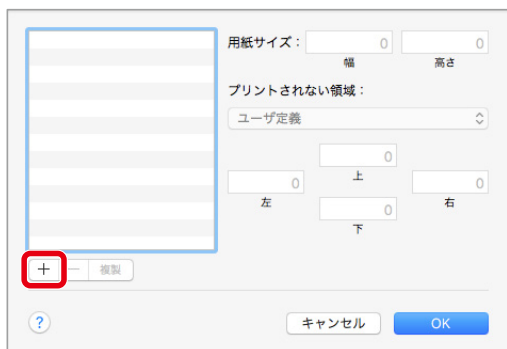 用紙サイズ： 0 0
幅 高さ
プリントされない領域：
ユーザ定義
0
上
0 0
左 右
0
下
+ − 複製
? キャンセル OK